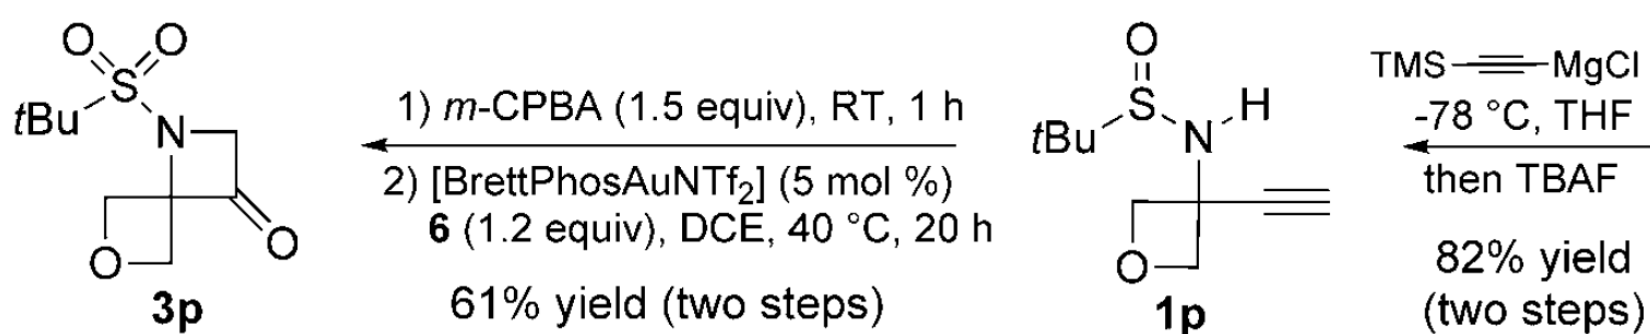 O O
S
tBu
N
O
O
3p
1) m-CPBA (1.5 equiv), RT, 1 h
2) [BrettPhosAuNTf2] (5 mol %)
6 (1.2 equiv), DCE, 40 °C, 20 h
61% yield (two steps)
O
S H
tBu N
O
1p
TMS MgCl
-78 °C, THF
then TBAF
82% yield
(two steps)